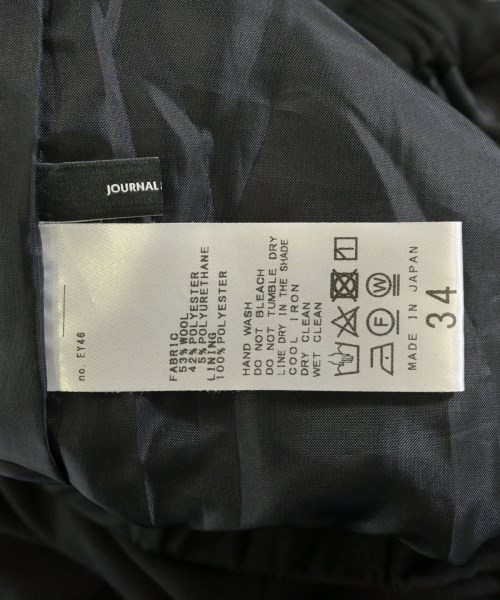 JOURNAL
no. EY46
FABRIC
53% WOOL
42% POLYESTER
5% POLYURETHANE
LINING
100% POLYESTER
HAND WASH
DO NOT BLEACH
DO NOT TUMBLE DRY
LINE DRY IN THE SHADE
COOL IRON
DRY CLEAN
WET CLEAN
F W
MADE IN JAPAN
34